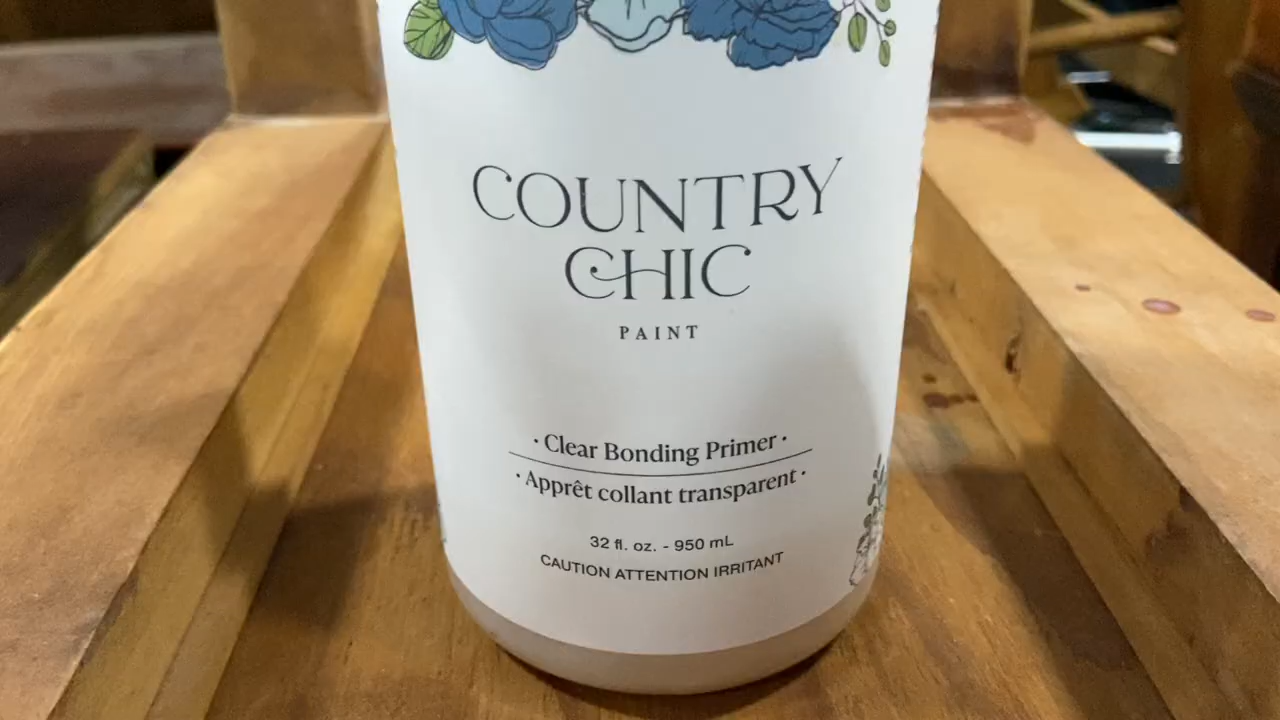 COUNTRY
CHIC
PAINT
· Clear Bonding Primer ·
· Apprêt collant transparent ·
32 fl. oz. - 950 mL
CAUTION ATTENTION IRRITANT